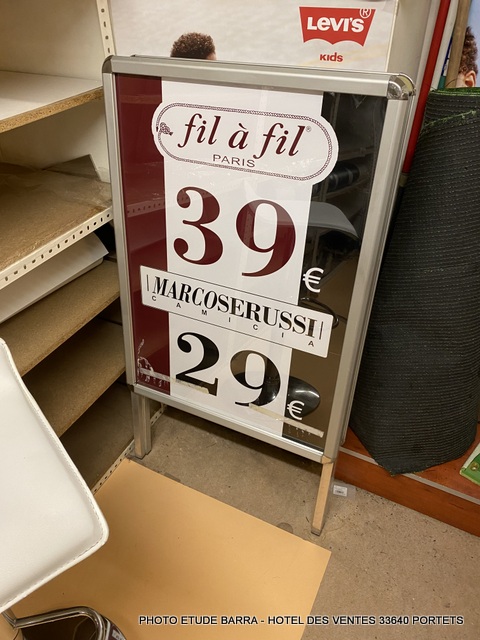 LEVI'S®
KIDS
fil à fil®
PARIS
39€
MARCOSERUSSI
CAMICIA
29€
PHOTO ETUDE BARRA - HOTEL DES VENTES 33640 PORTETS